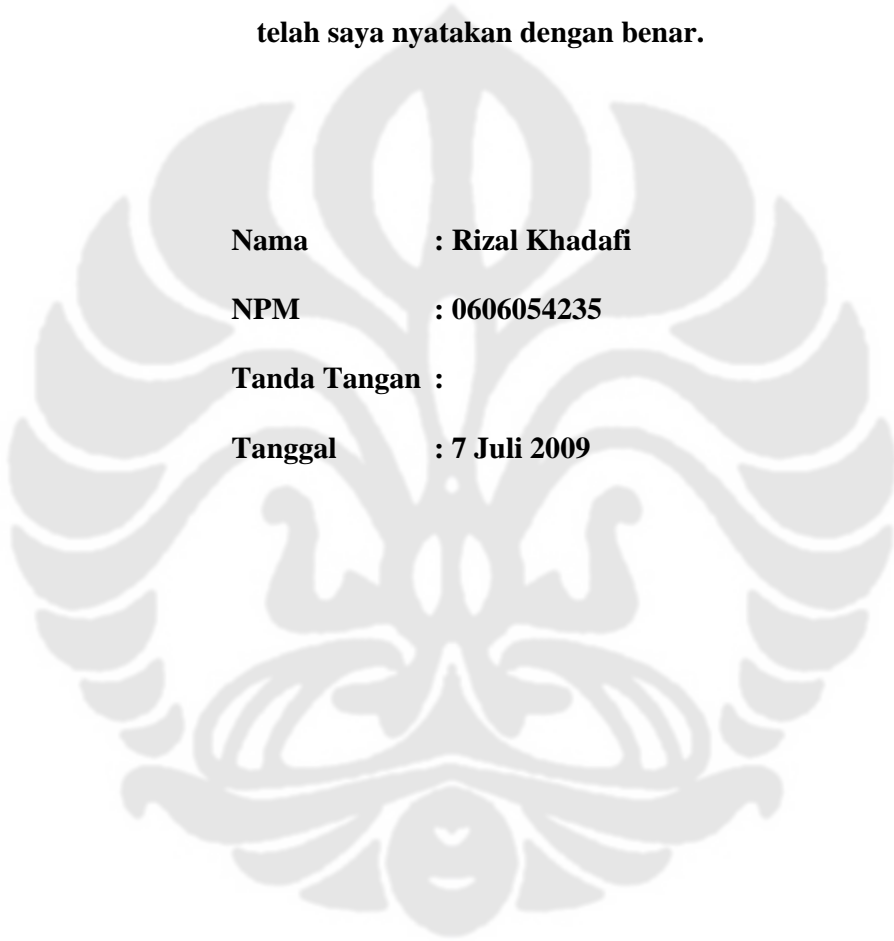 telah saya nyatakan dengan benar.
Nama : Rizal Khadafi
NPM : 0606054235
Tanda Tangan :
Tanggal : 7 Juli 2009